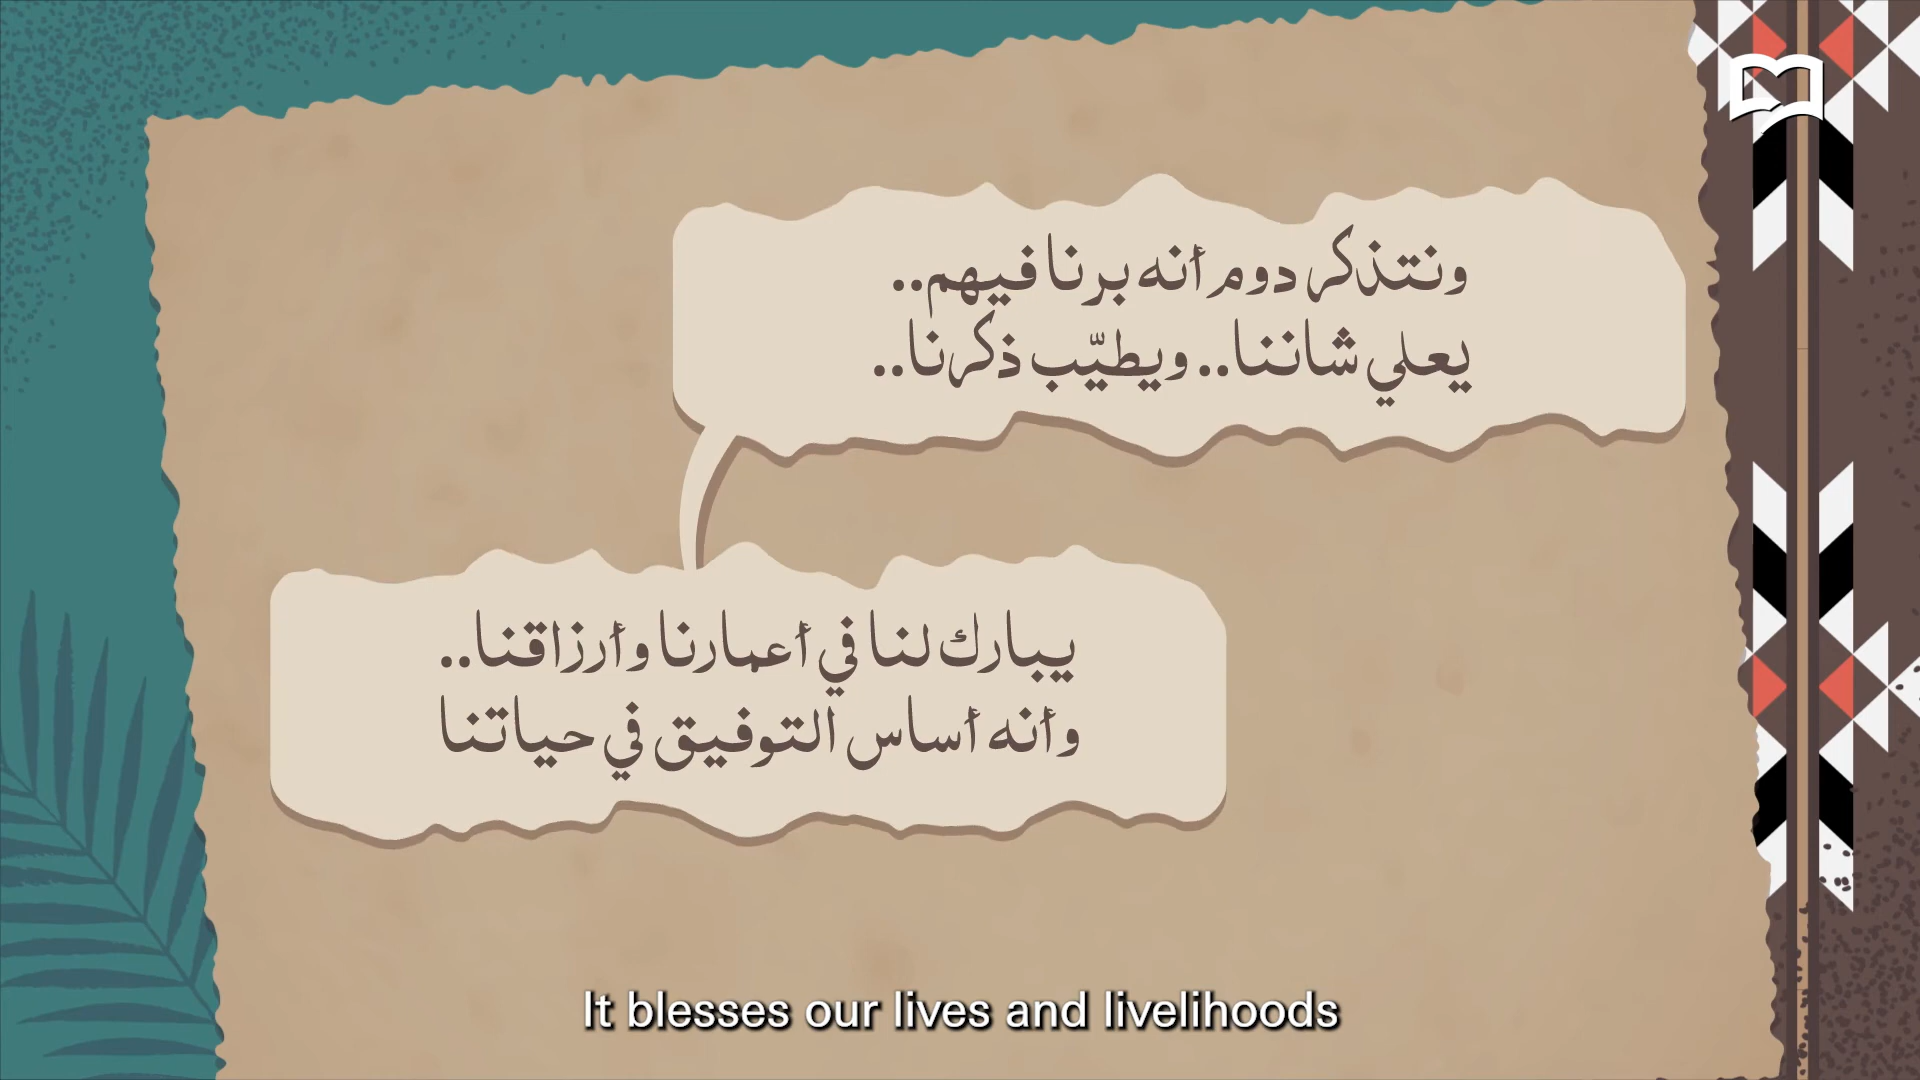 ونتذكر دوم أنه برنا فيهم..
يعلي شاننا.. ويطيّب ذكرنا..
يبارك لنا في أعمارنا وأرزاقنا..
وأنه أساس التوفيق في حياتنا
It blesses our lives and livelihoods